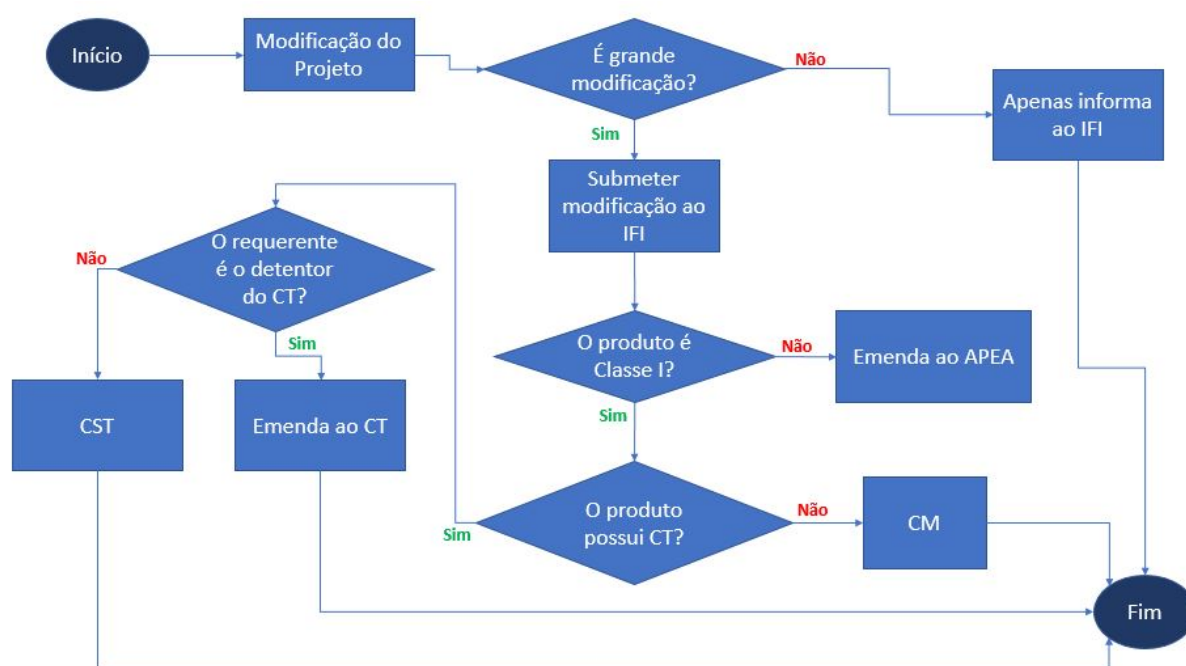 Início
Modificação do
Projeto
É grande
modificação?
Não
Apenas informa
ao IFI
Sim
Submeter
modificação ao
IFI
O requerente
é o detentor
do CT?
Não
Sim
O produto é
Classe I?
Não
Emenda ao APEA
Sim
CST
Emenda ao CT
O produto
possui CT?
Sim
Não
CM
Fim